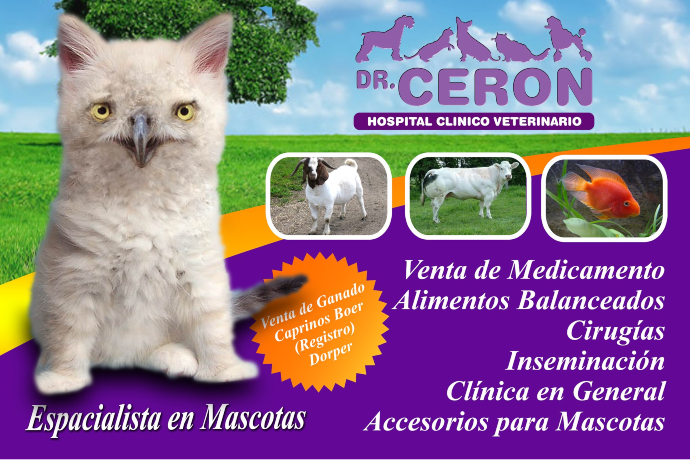 DR. CERON
HOSPITAL CLINICO VETERINARIO
Venta de Medicamento
Alimentos Balanceados
Cirugías
Inseminación
Clínica en General
Accesorios para Mascotas
Venta de Ganado
Caprinos Boer
(Registro)
Dorper
Espacialista en Mascotas